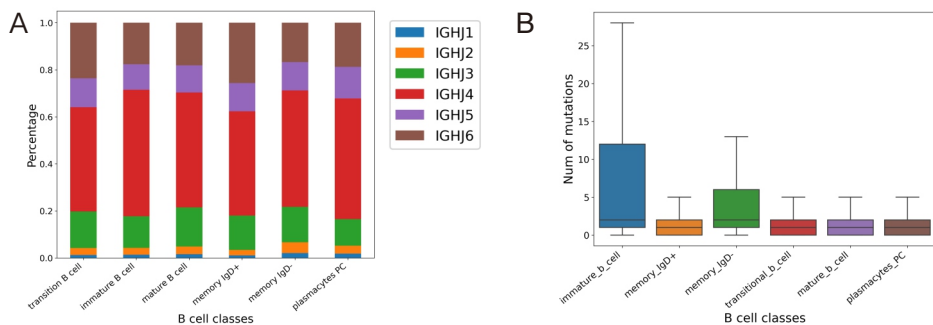 A
Percentage
1.0
0.8
0.6
0.4
0.2
0.0
transition B cell
immature B cell
mature B cell
memory IgD+
memory IgD-
plasmacytes PC
B cell classes
IGHJ1
IGHJ2
IGHJ3
IGHJ4
IGHJ5
IGHJ6
B
Num of mutations
25
20
15
10
5
0
immature_b_cell
memory_IgD+
memory_IgD-
transitional_b_cell
mature_b_cell
plasmacytes_PC
B cell classes